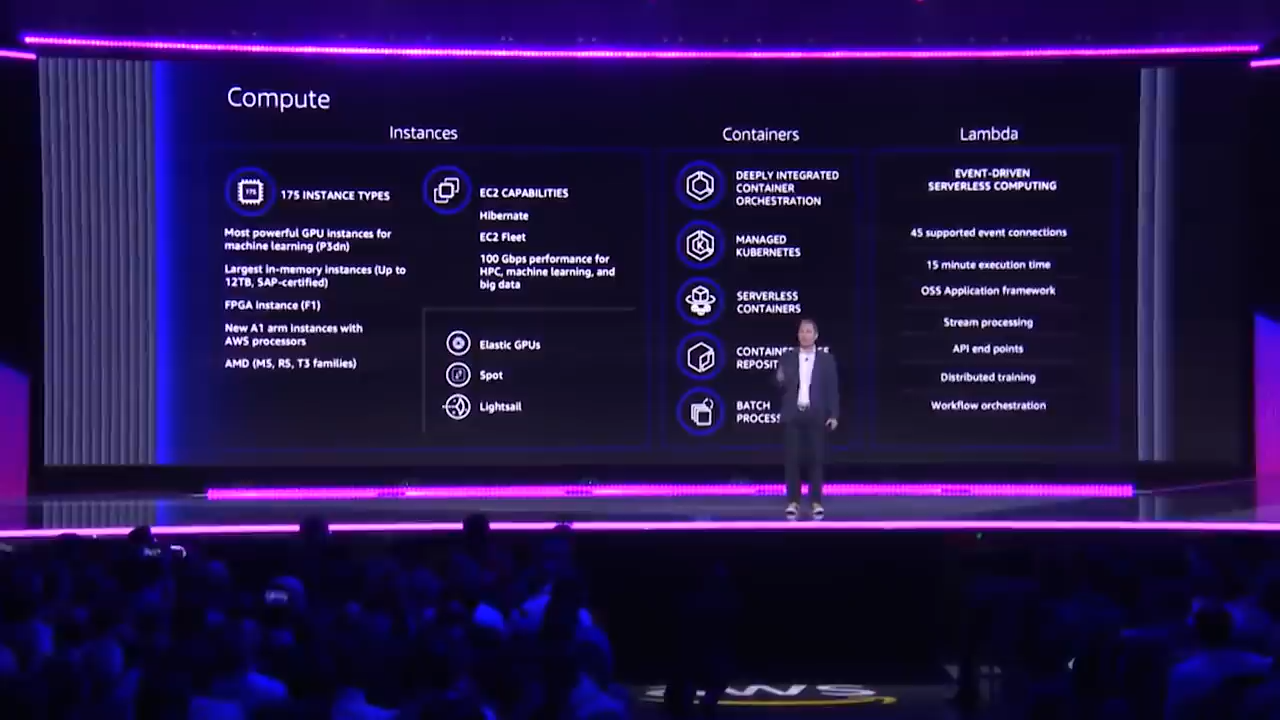 Compute
Instances
175
175 INSTANCE TYPES
Most powerful GPU instances for
machine learning (P3dn)
Largest in-memory instances (Up to
12TB, SAP-certified)
FPGA instance (F1)
New A1 arm instances with
AWS processors
AMD (M5, R5, T3 families)
EC2 CAPABILITIES
Hibernate
EC2 Fleet
100 Gbps performance for
HPC, machine learning, and
big data
Elastic GPUs
Spot
Lightsail
Containers
DEEPLY INTEGRATED
CONTAINER
ORCHESTRATION
MANAGED
KUBERNETES
SERVERLESS
CONTAINERS
BATCH
Lambda
EVENT-DRIVEN
SERVERLESS COMPUTING
45 supported event connections
15 minute execution time
OSS Application framework
Stream processing
API end points
Distributed training
Workflow orchestration
aws